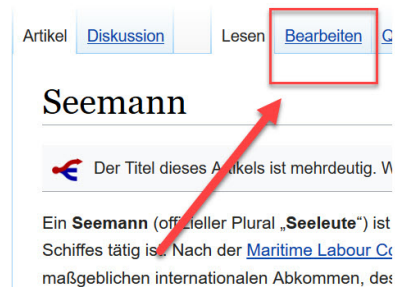 Artikel Diskussion Lesen Bearbeiten Q
Seemann
Der Titel dieses Artikels ist mehrdeutig. W
Ein Seemann (offizieller Plural „Seeleute“) ist
Schiffes tätig ist. Nach der Maritime Labour Co
maßgeblichen internationalen Abkommen, des